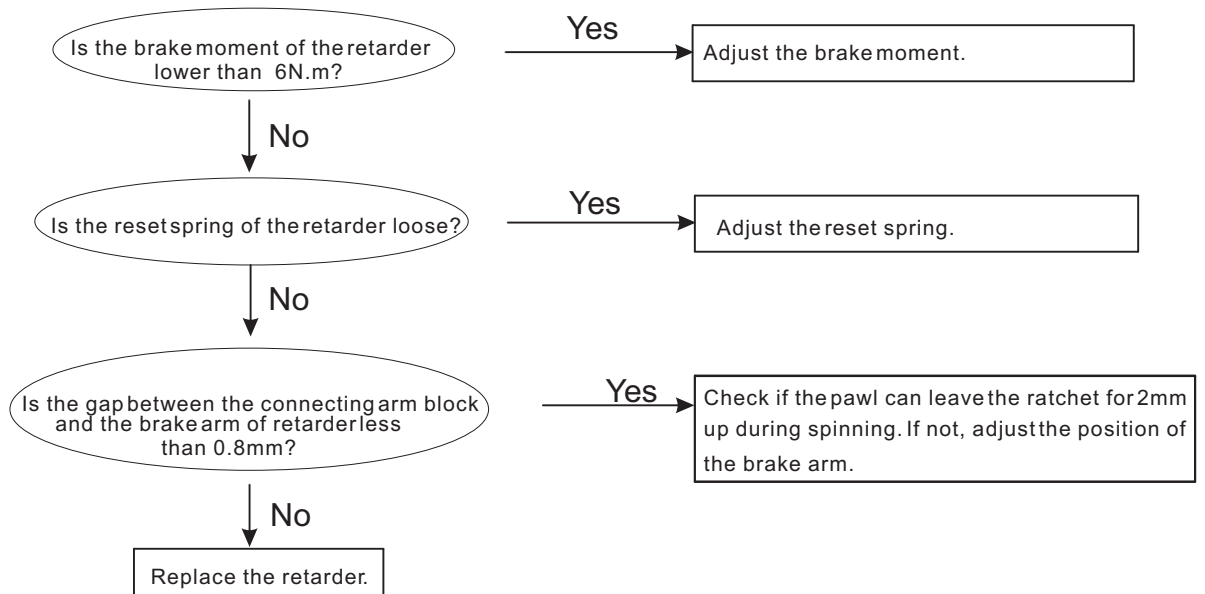 Is the brake moment of the retarder
lower than 6N.m?
Yes
Adjust the brake moment.
No
Is the reset spring of the retarder loose?
Yes
Adjust the reset spring.
No
Is the gap between the connecting arm block
and the brake arm of retarder less
than 0.8mm?
Yes
Check if the pawl can leave the ratchet for 2mm
up during spinning. If not, adjust the position of
the brake arm.
No
Replace the retarder.